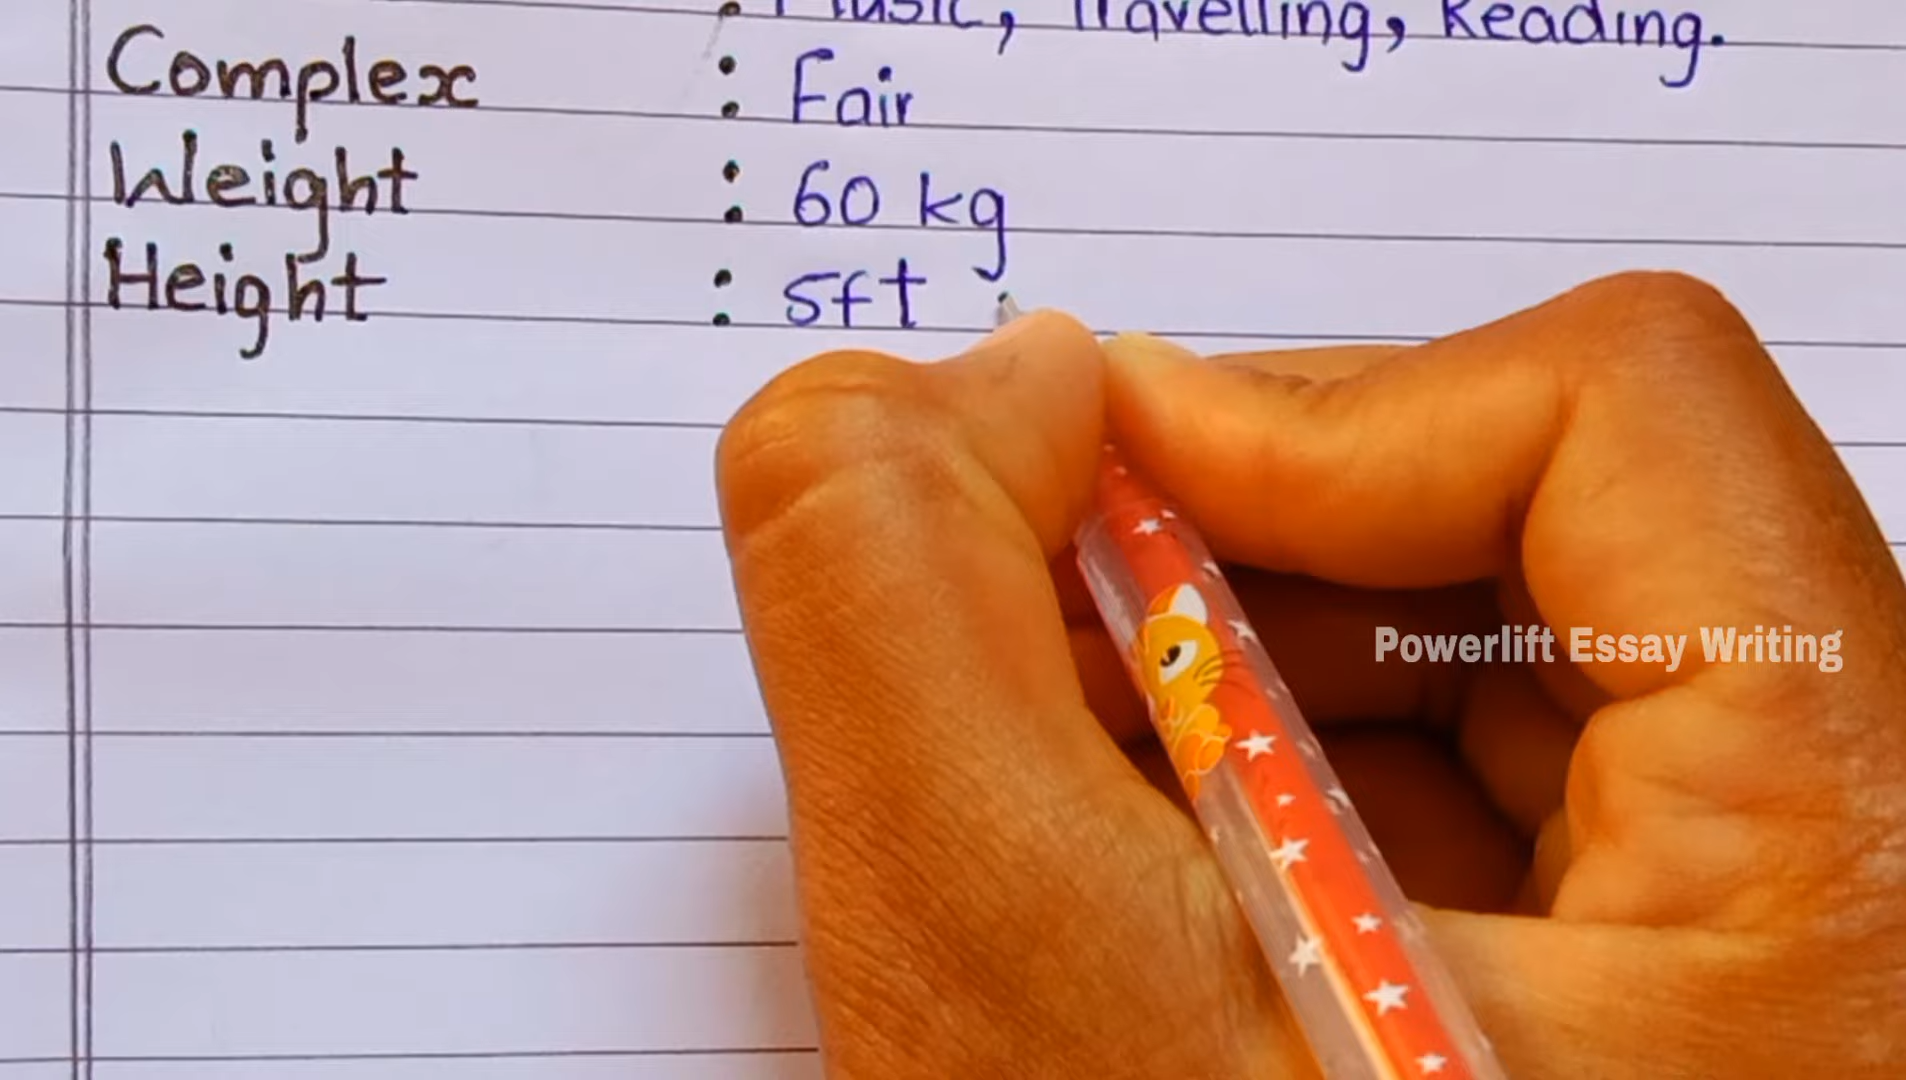 : Music, Travelling, Reading.
Complex : Fair
Weight : 60 kg
Height : 5ft
Powerlift Essay Writing